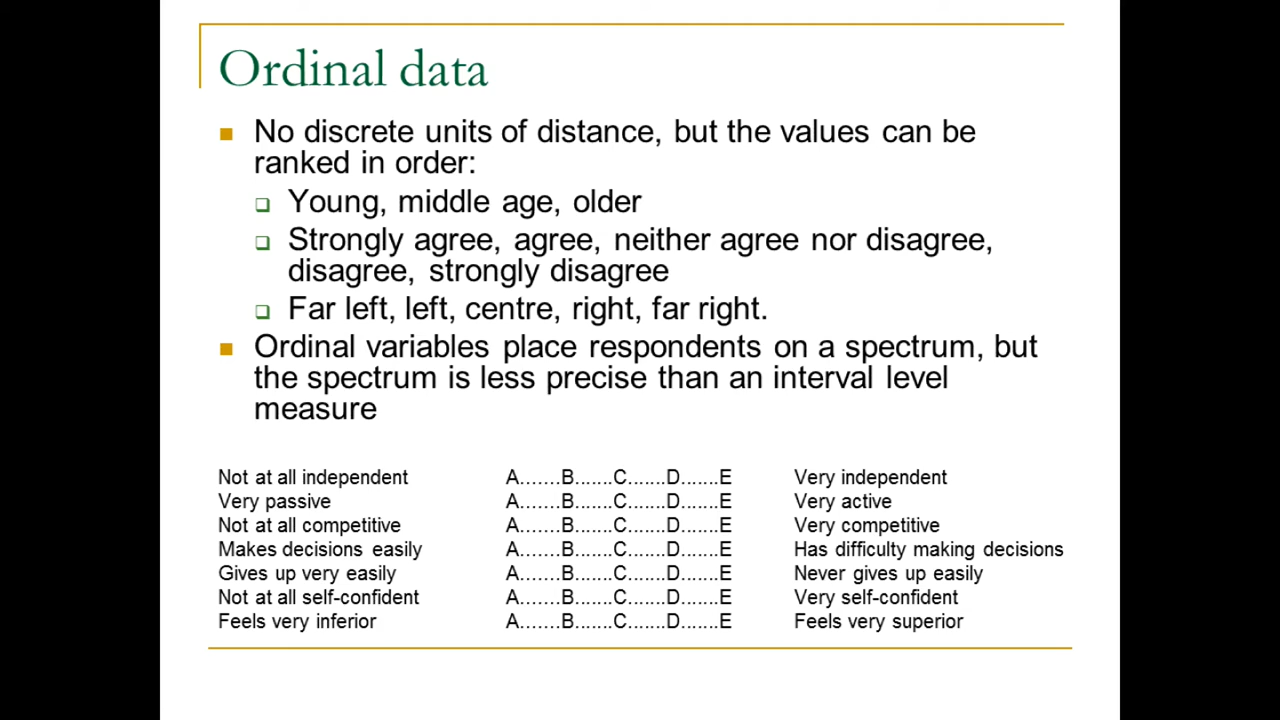 Ordinal data
No discrete units of distance, but the values can be
ranked in order:
Young, middle age, older
Strongly agree, agree, neither agree nor disagree,
disagree, strongly disagree
Far left, left, centre, right, far right.
Ordinal variables place respondents on a spectrum, but
the spectrum is less precise than an interval level
measure
Not at all independent A.......B.......C.......D.......E Very independent
Very passive A.......B.......C.......D.......E Very active
Not at all competitive A.......B.......C.......D.......E Very competitive
Makes decisions easily A.......B.......C.......D.......E Has difficulty making decisions
Gives up very easily A.......B.......C.......D.......E Never gives up easily
Not at all self-confident A.......B.......C.......D.......E Very self-confident
Feels very inferior A.......B.......C.......D.......E Feels very superior